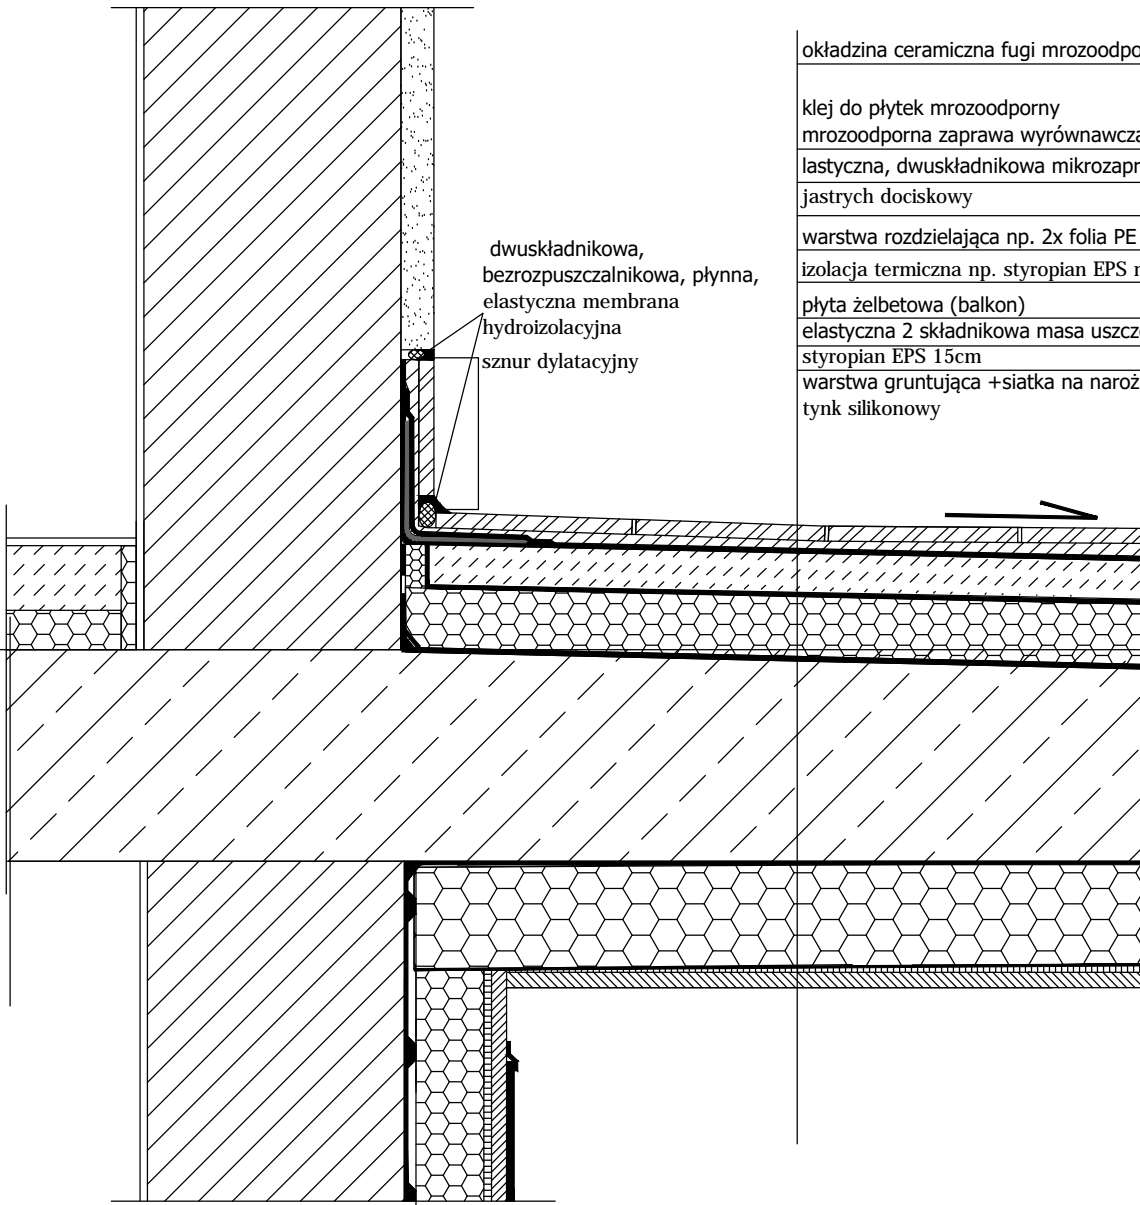 okładzina ceramiczna fugi mrozoodpo
klej do płytek mrozoodporny
mrozoodporna zaprawa wyrównawcza
lastyczna, dwuskładnikowa mikrozapr
jastrych dociskowy
warstwa rozdzielająca np. 2x folia PE
izolacja termiczna np. styropian EPS
płyta żelbetowa (balkon)
elastyczna 2 składnikowa masa uszcz
styropian EPS 15cm
warstwa gruntująca +siatka na naroż
tynk silikonowy
dwuskładnikowa,
bezrozpuszczalnikowa, płynna,
elastyczna membrana
hydroizolacyjna
sznur dylatacyjny